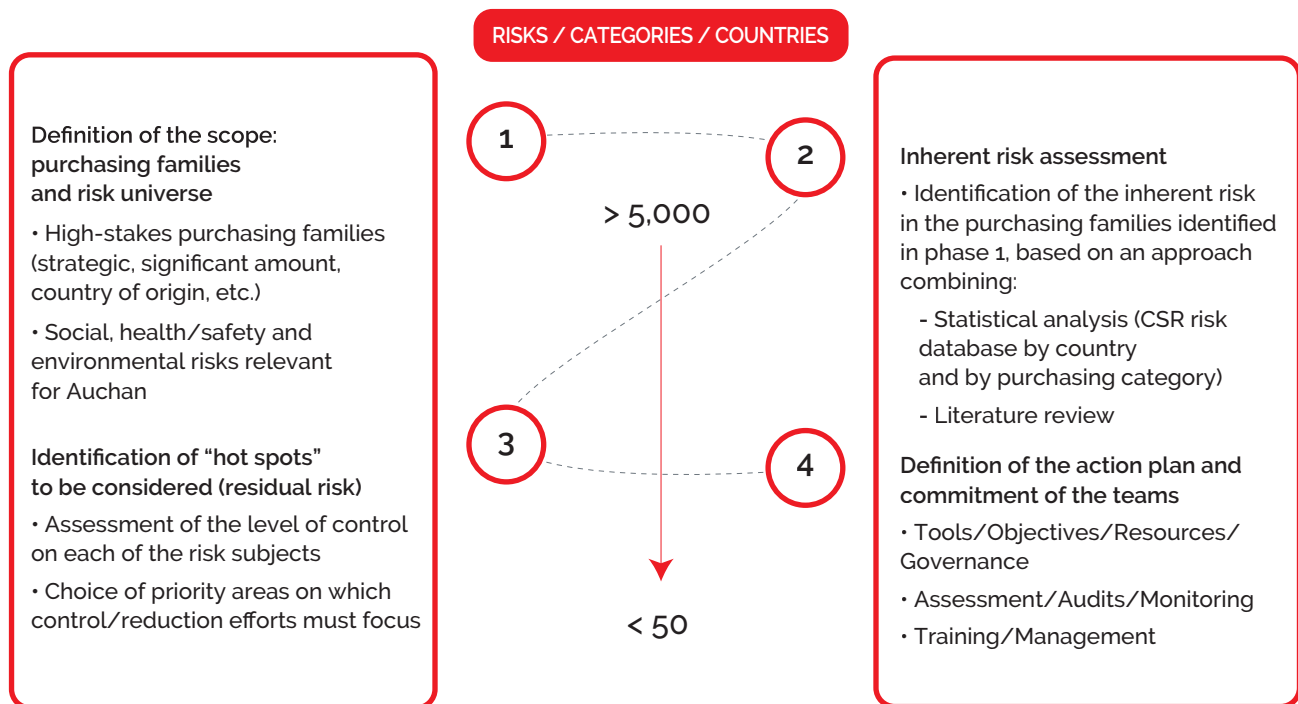 RISKS / CATEGORIES / COUNTRIES
Definition of the scope:
purchasing families
and risk universe
• High-stakes purchasing families
(strategic, significant amount,
country of origin, etc.)
• Social, health/safety and
environmental risks relevant
for Auchan
Identification of “hot spots”
to be considered (residual risk)
• Assessment of the level of control
on each of the risk subjects
• Choice of priority areas on which
control/reduction efforts must focus
1
2
> 5,000
3
4
< 50
Inherent risk assessment
• Identification of the inherent risk
in the purchasing families identified
in phase 1, based on an approach
combining:
- Statistical analysis (CSR risk
database by country
and by purchasing category)
- Literature review
Definition of the action plan and
commitment of the teams
• Tools/Objectives/Resources/
Governance
• Assessment/Audits/Monitoring
• Training/Management